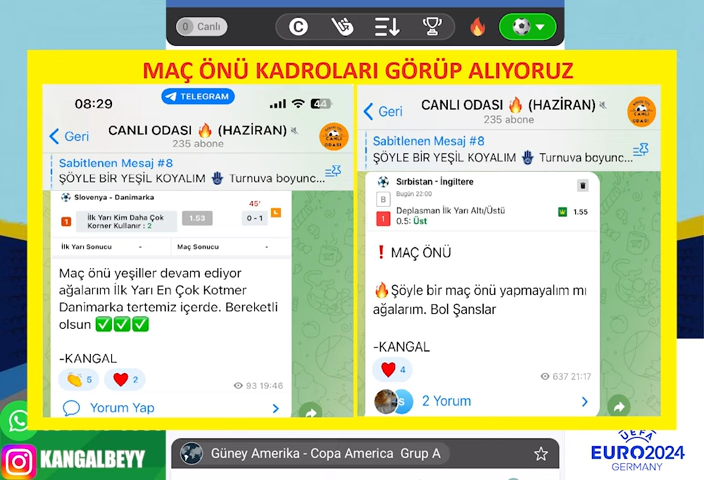 0 Canlı
MAÇ ÖNÜ KADROLARI GÖRÜP ALIYORUZ
08:29
TELEGRAM
44
Geri
CANLI ODASI 🔥 (HAZİRAN)
235 abone
Sabitlenen Mesaj #8
ŞÖYLE BİR YEŞİL KOYALIM 🪬 Turnuva boyunc...
Slovenya - Danimarka
45'
1
İlk Yarı Kim Daha Çok
Korner Kullanır : 2
1.53
0 - 1
L
İlk Yarı Sonucu -
Maç Sonucu -
Maç önü yeşiller devam ediyor
ağalarım İlk Yarı En Çok Kotmer
Danimarka tertemiz içerde. Bereketli
olsun ✅✅✅
-KANGAL
👏 5
❤️ 2
93 19:46
Yorum Yap
Geri
CANLI ODASI 🔥 (HAZİRAN)
235 abone
Sabitlenen Mesaj #8
ŞÖYLE BİR YEŞİL KOYALIM 🪬 Turnuva boyunc...
Sırbistan - İngiltere
Bugün 22:00
B
1
Deplasman İlk Yarı Altı/Üstü
0.5: Üst
1.55
❗ MAÇ ÖNÜ
🔥Şöyle bir maç önü yapmayalım mı
ağalarım. Bol Şanslar
-KANGAL
❤️ 4
637 21:17
2 Yorum
KANGALBEYY
Güney Amerika - Copa America Grup A
UEFA
EURO2024
GERMANY